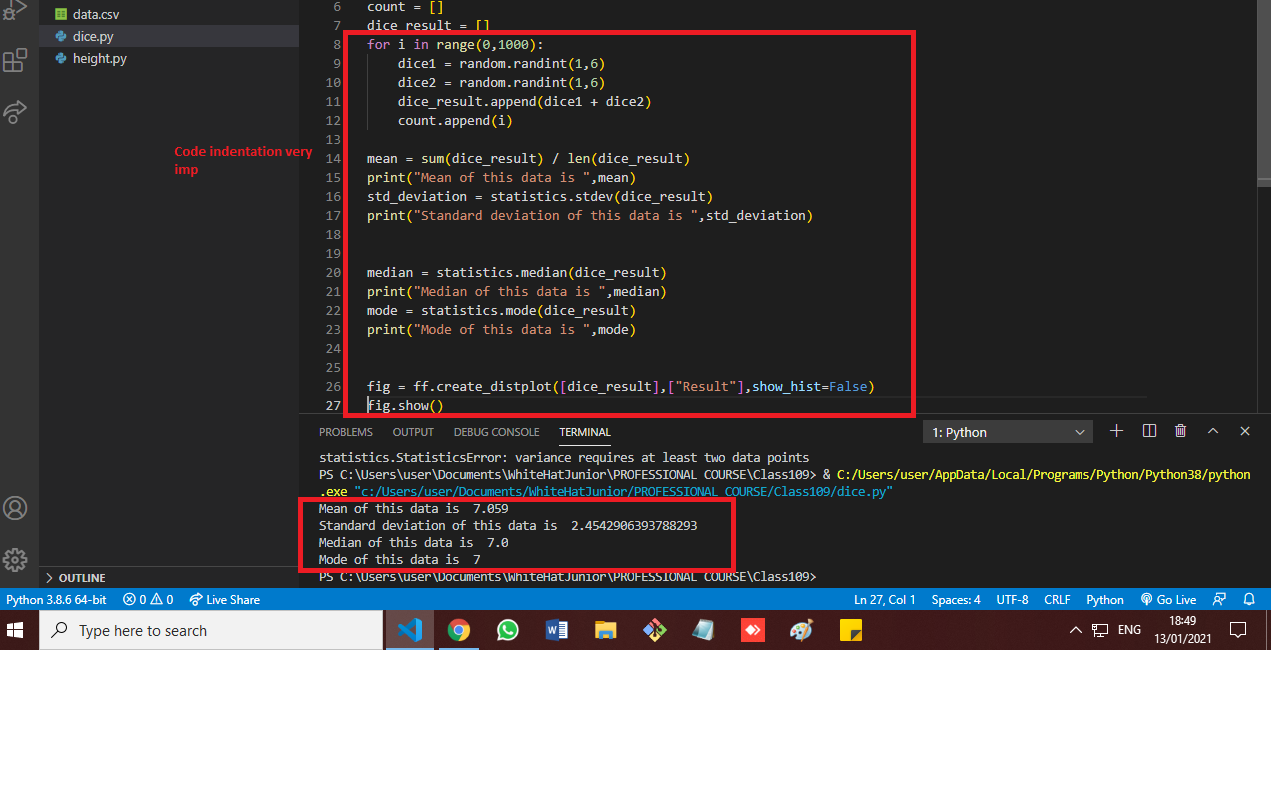 data.csv
dice.py
height.py
Code indentation very
imp
6 count = []
7 dice_result = []
8 for i in range(0,1000):
9 dice1 = random.randint(1,6)
10 dice2 = random.randint(1,6)
11 dice_result.append(dice1 + dice2)
12 count.append(i)
13
14 mean = sum(dice_result) / len(dice_result)
15 print("Mean of this data is ",mean)
16 std_deviation = statistics.stdev(dice_result)
17 print("Standard deviation of this data is ",std_deviation)
18
19
20 median = statistics.median(dice_result)
21 print("Median of this data is ",median)
22 mode = statistics.mode(dice_result)
23 print("Mode of this data is ",mode)
24
25
26 fig = ff.create_distplot([dice_result],["Result"],show_hist=False)
27 fig.show()
PROBLEMS OUTPUT DEBUG CONSOLE TERMINAL 1: Python
statistics.StatisticsError: variance requires at least two data points
PS C:\Users\user\Documents\WhiteHatJunior\PROFESSIONAL COURSE\Class109> & C:/Users/user/AppData/Local/Programs/Python/Python38/python
.exe "c:/Users/user/Documents/WhiteHatJunior/PROFESSIONAL COURSE/Class109/dice.py"
Mean of this data is  7.059
Standard deviation of this data is  2.4542906393788293
Median of this data is  7.0
Mode of this data is  7
PS C:\Users\user\Documents\WhiteHatJunior\PROFESSIONAL COURSE\Class109>
OUTLINE
Python 3.8.6 64-bit 0 0 Live Share Ln 27, Col 1 Spaces: 4 UTF-8 CRLF Python Go Live
Type here to search
ENG
18:49
13/01/2021